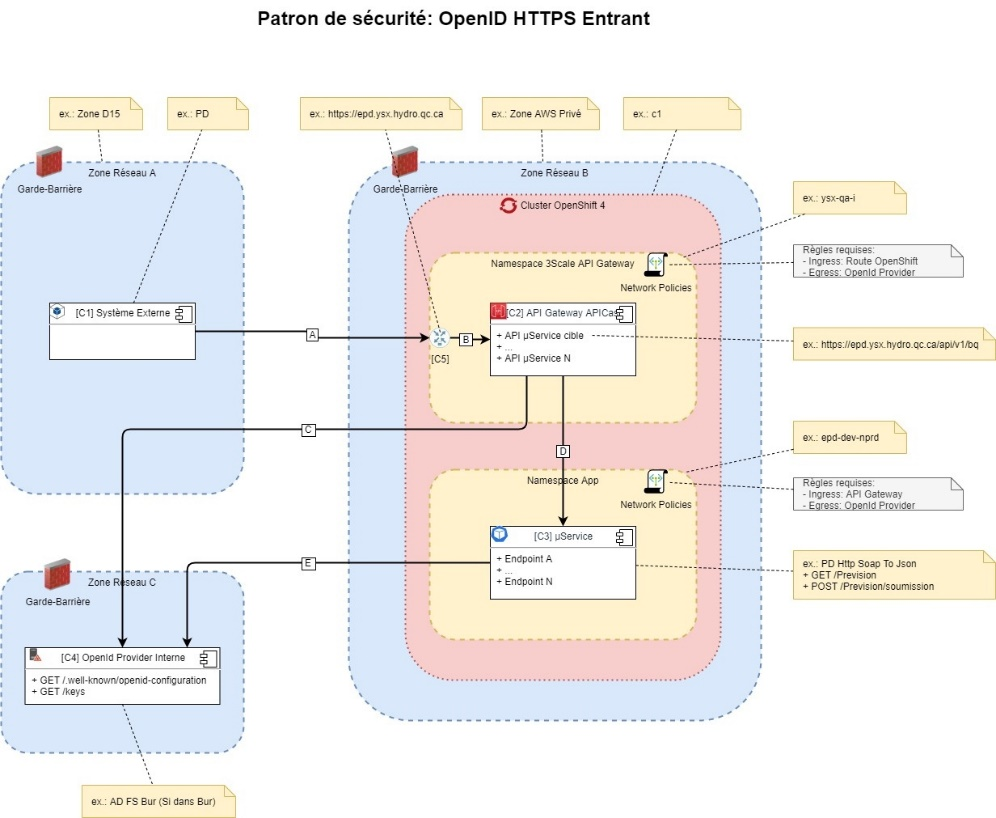 Patron de sécurité: OpenID HTTPS Entrant
ex.: Zone D15
ex.: PD
ex.: https://epd.ysx.hydro.qc.ca
ex.: Zone AWS Privé
ex.: c1
Garde-Barrière
Zone Réseau A
Garde-Barrière
Zone Réseau B
Cluster OpenShift 4
ex.: ysx-qa-i
Namespace 3Scale API Gateway
Network Policies
Règles requises:
- Ingress: Route OpenShift
- Egress: OpenId Provider
[C1] Système Externe
A
[C5]
B
[C2] API Gateway APICas
+ API µService cible
+ ...
+ API µService N
ex.: https://epd.ysx.hydro.qc.ca/api/v1/bq
C
D
ex.: epd-dev-nprd
Namespace App
Network Policies
Règles requises:
- Ingress: API Gateway
- Egress: OpenId Provider
[C3] µService
+ Endpoint A
+ ...
+ Endpoint N
E
ex.: PD Http Soap To Json
+ GET /Prevision
+ POST /Prevision/soumission
Garde-Barrière
Zone Réseau C
[C4] OpenId Provider Interne
+ GET /.well-known/openid-configuration
+ GET /keys
ex.: AD FS Bur (Si dans Bur)